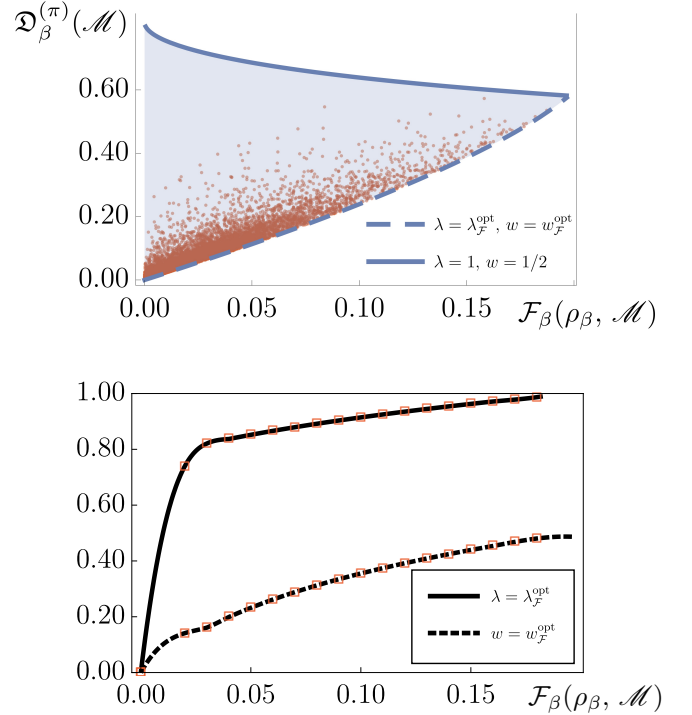 𝔇_β^(π)(ℳ)
0.60
0.40
0.20
0.00
λ = λ_ℱ^opt, w = w_ℱ^opt
λ = 1, w = 1/2
0.00 0.05 0.10 0.15 ℱ_β(ρ_β, ℳ)
1.00
0.80
0.60
0.40
0.20
0.00
λ = λ_ℱ^opt
w = w_ℱ^opt
0.00 0.05 0.10 0.15 ℱ_β(ρ_β, ℳ)